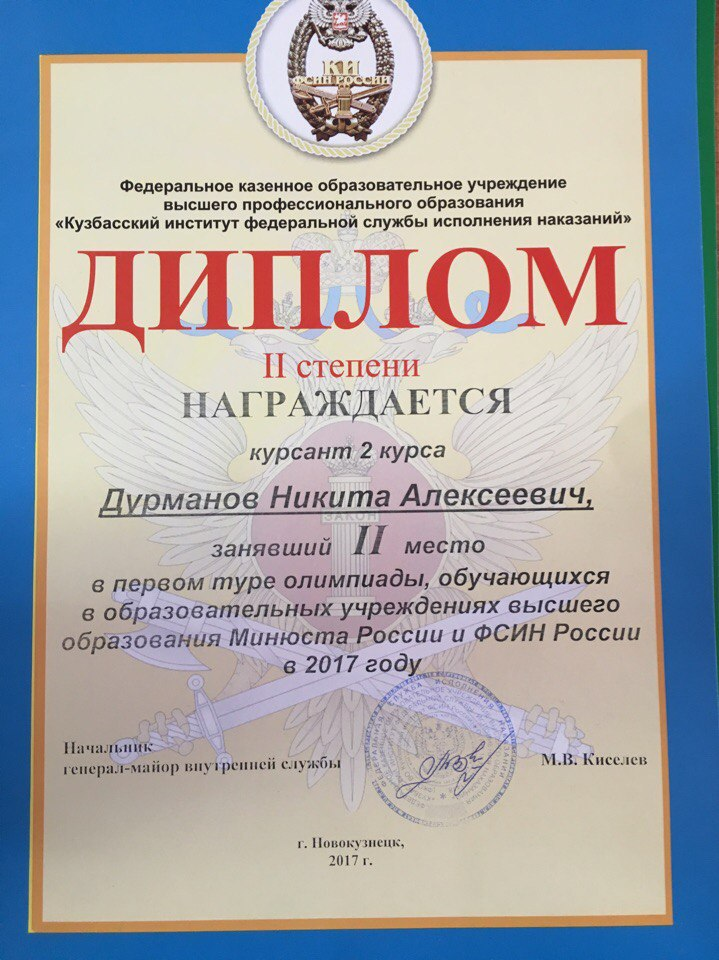 КИ
ФСИН РОССИИ
Федеральное казенное образовательное учреждение
высшего профессионального образования
«Кузбасский институт федеральной службы исполнения наказаний»
ДИПЛОМ
II степени
НАГРАЖДАЕТСЯ
курсант 2 курса
Дурманов Никита Алексеевич,
ЗАКОН
занявший II место
в первом туре олимпиады, обучающихся
в образовательных учреждениях высшего
образования Минюста России и ФСИН России
в 2017 году
Начальник
генерал-майор внутренней службы
М.В. Киселев
г. Новокузнецк,
2017 г.